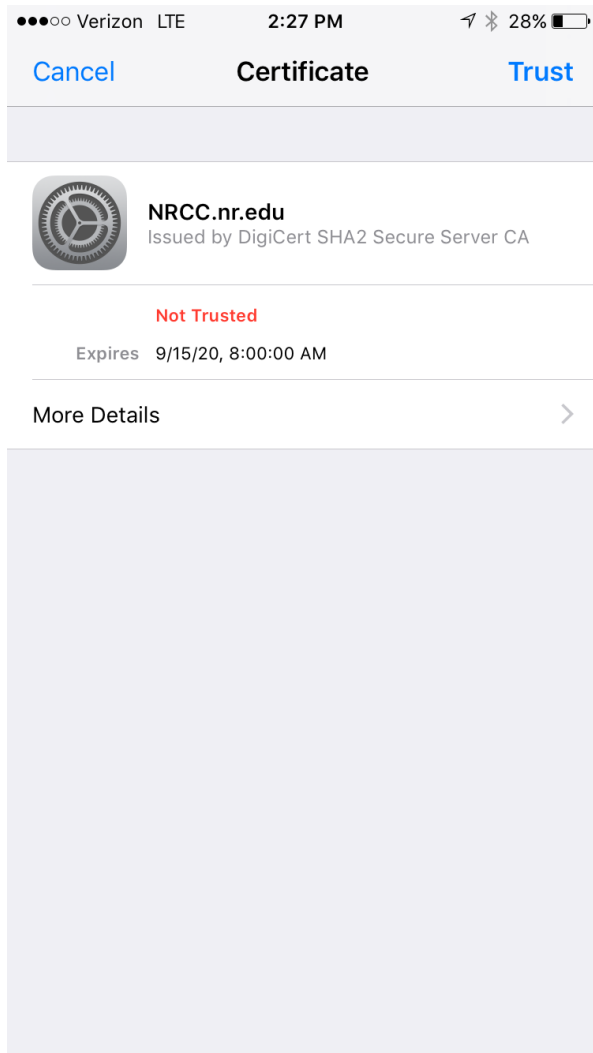 Verizon LTE 2:27 PM 28%
Cancel Certificate Trust
NRCC.nr.edu
Issued by DigiCert SHA2 Secure Server CA
Not Trusted
Expires 9/15/20, 8:00:00 AM
More Details